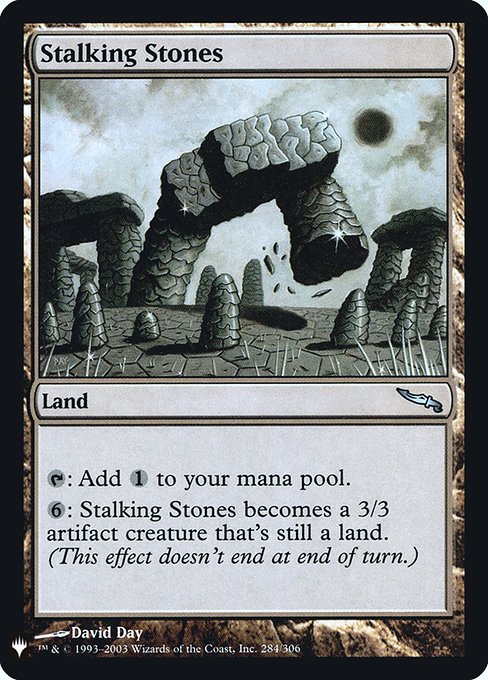 Stalking Stones
Land
: Add 1 to your mana pool.
6: Stalking Stones becomes a 3/3
artifact creature that's still a land.
(This effect doesn't end at end of turn.)
David Day
™ & © 1993–2003 Wizards of the Coast, Inc. 284/306